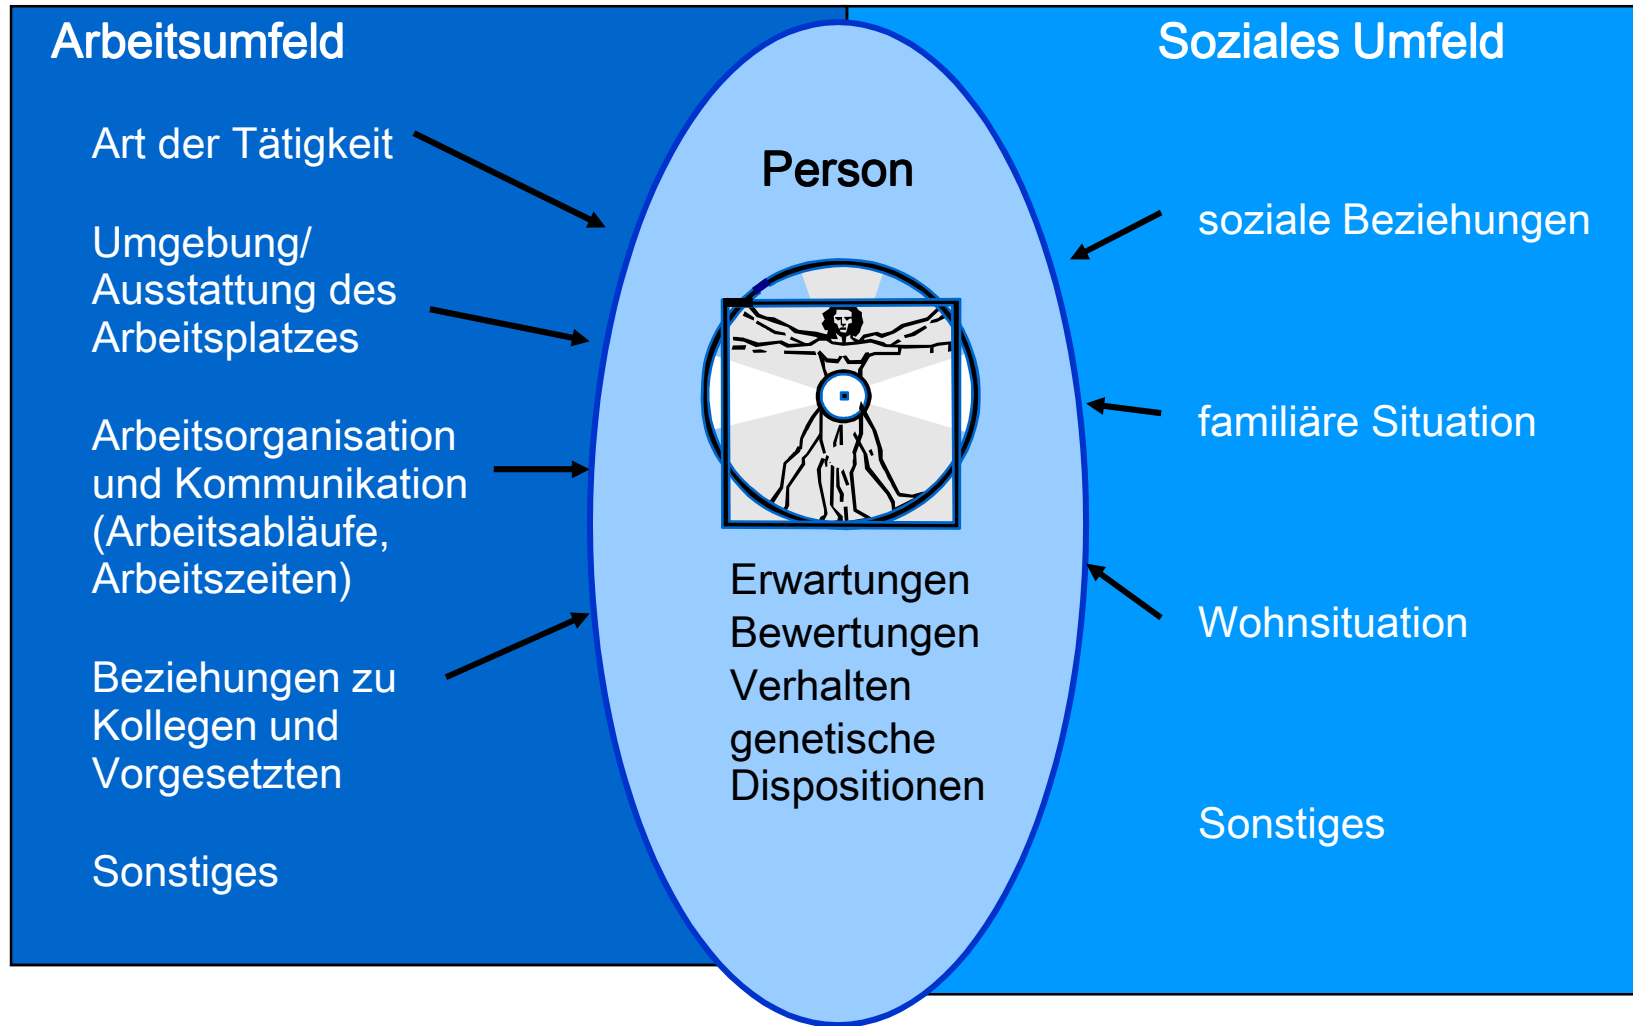 Arbeitsumfeld
Art der Tätigkeit
Umgebung/
Ausstattung des
Arbeitsplatzes
Arbeitsorganisation
und Kommunikation
(Arbeitsabläufe,
Arbeitszeiten)
Beziehungen zu
Kollegen und
Vorgesetzten
Sonstiges
Person
Erwartungen
Bewertungen
Verhalten
genetische
Dispositionen
Soziales Umfeld
soziale Beziehungen
familiäre Situation
Wohnsituation
Sonstiges